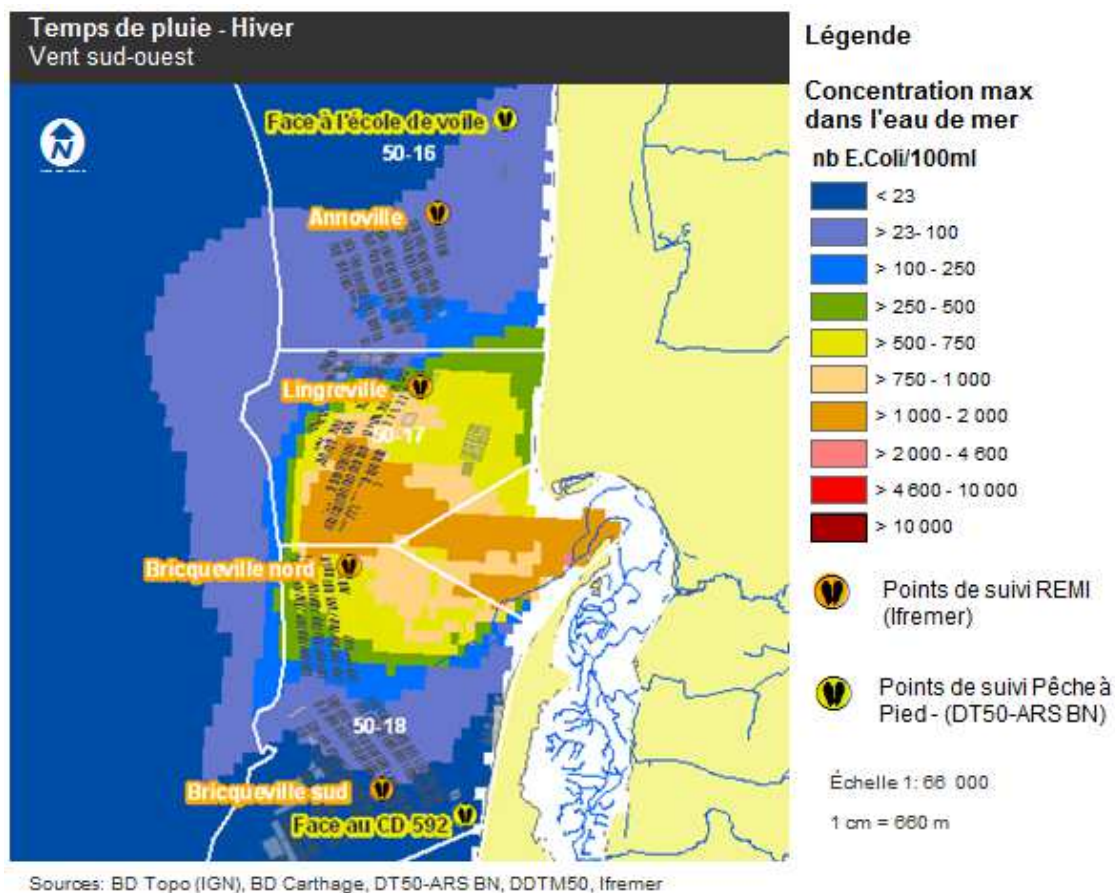 Temps de pluie - Hiver
Vent sud-ouest
N
Face à l'école de voile
50-16
Annoville
Lingreville
50-17
Bricqueville nord
50-18
Bricqueville sud
Face au CD 592
Légende
Concentration max
dans l'eau de mer
nb E.Coli/100ml
< 23
> 23- 100
> 100 - 250
> 250 - 500
> 500 - 750
> 750 - 1 000
> 1 000 - 2 000
> 2 000 - 4 600
> 4 600 - 10 000
> 10 000
Points de suivi REMI
(Ifremer)
Points de suivi Pêche à
Pied - (DT50-ARS BN)
Échelle 1: 66 000
1 cm = 660 m
Sources: BD Topo (IGN), BD Carthage, DT50-ARS BN, DDTM50, Ifremer